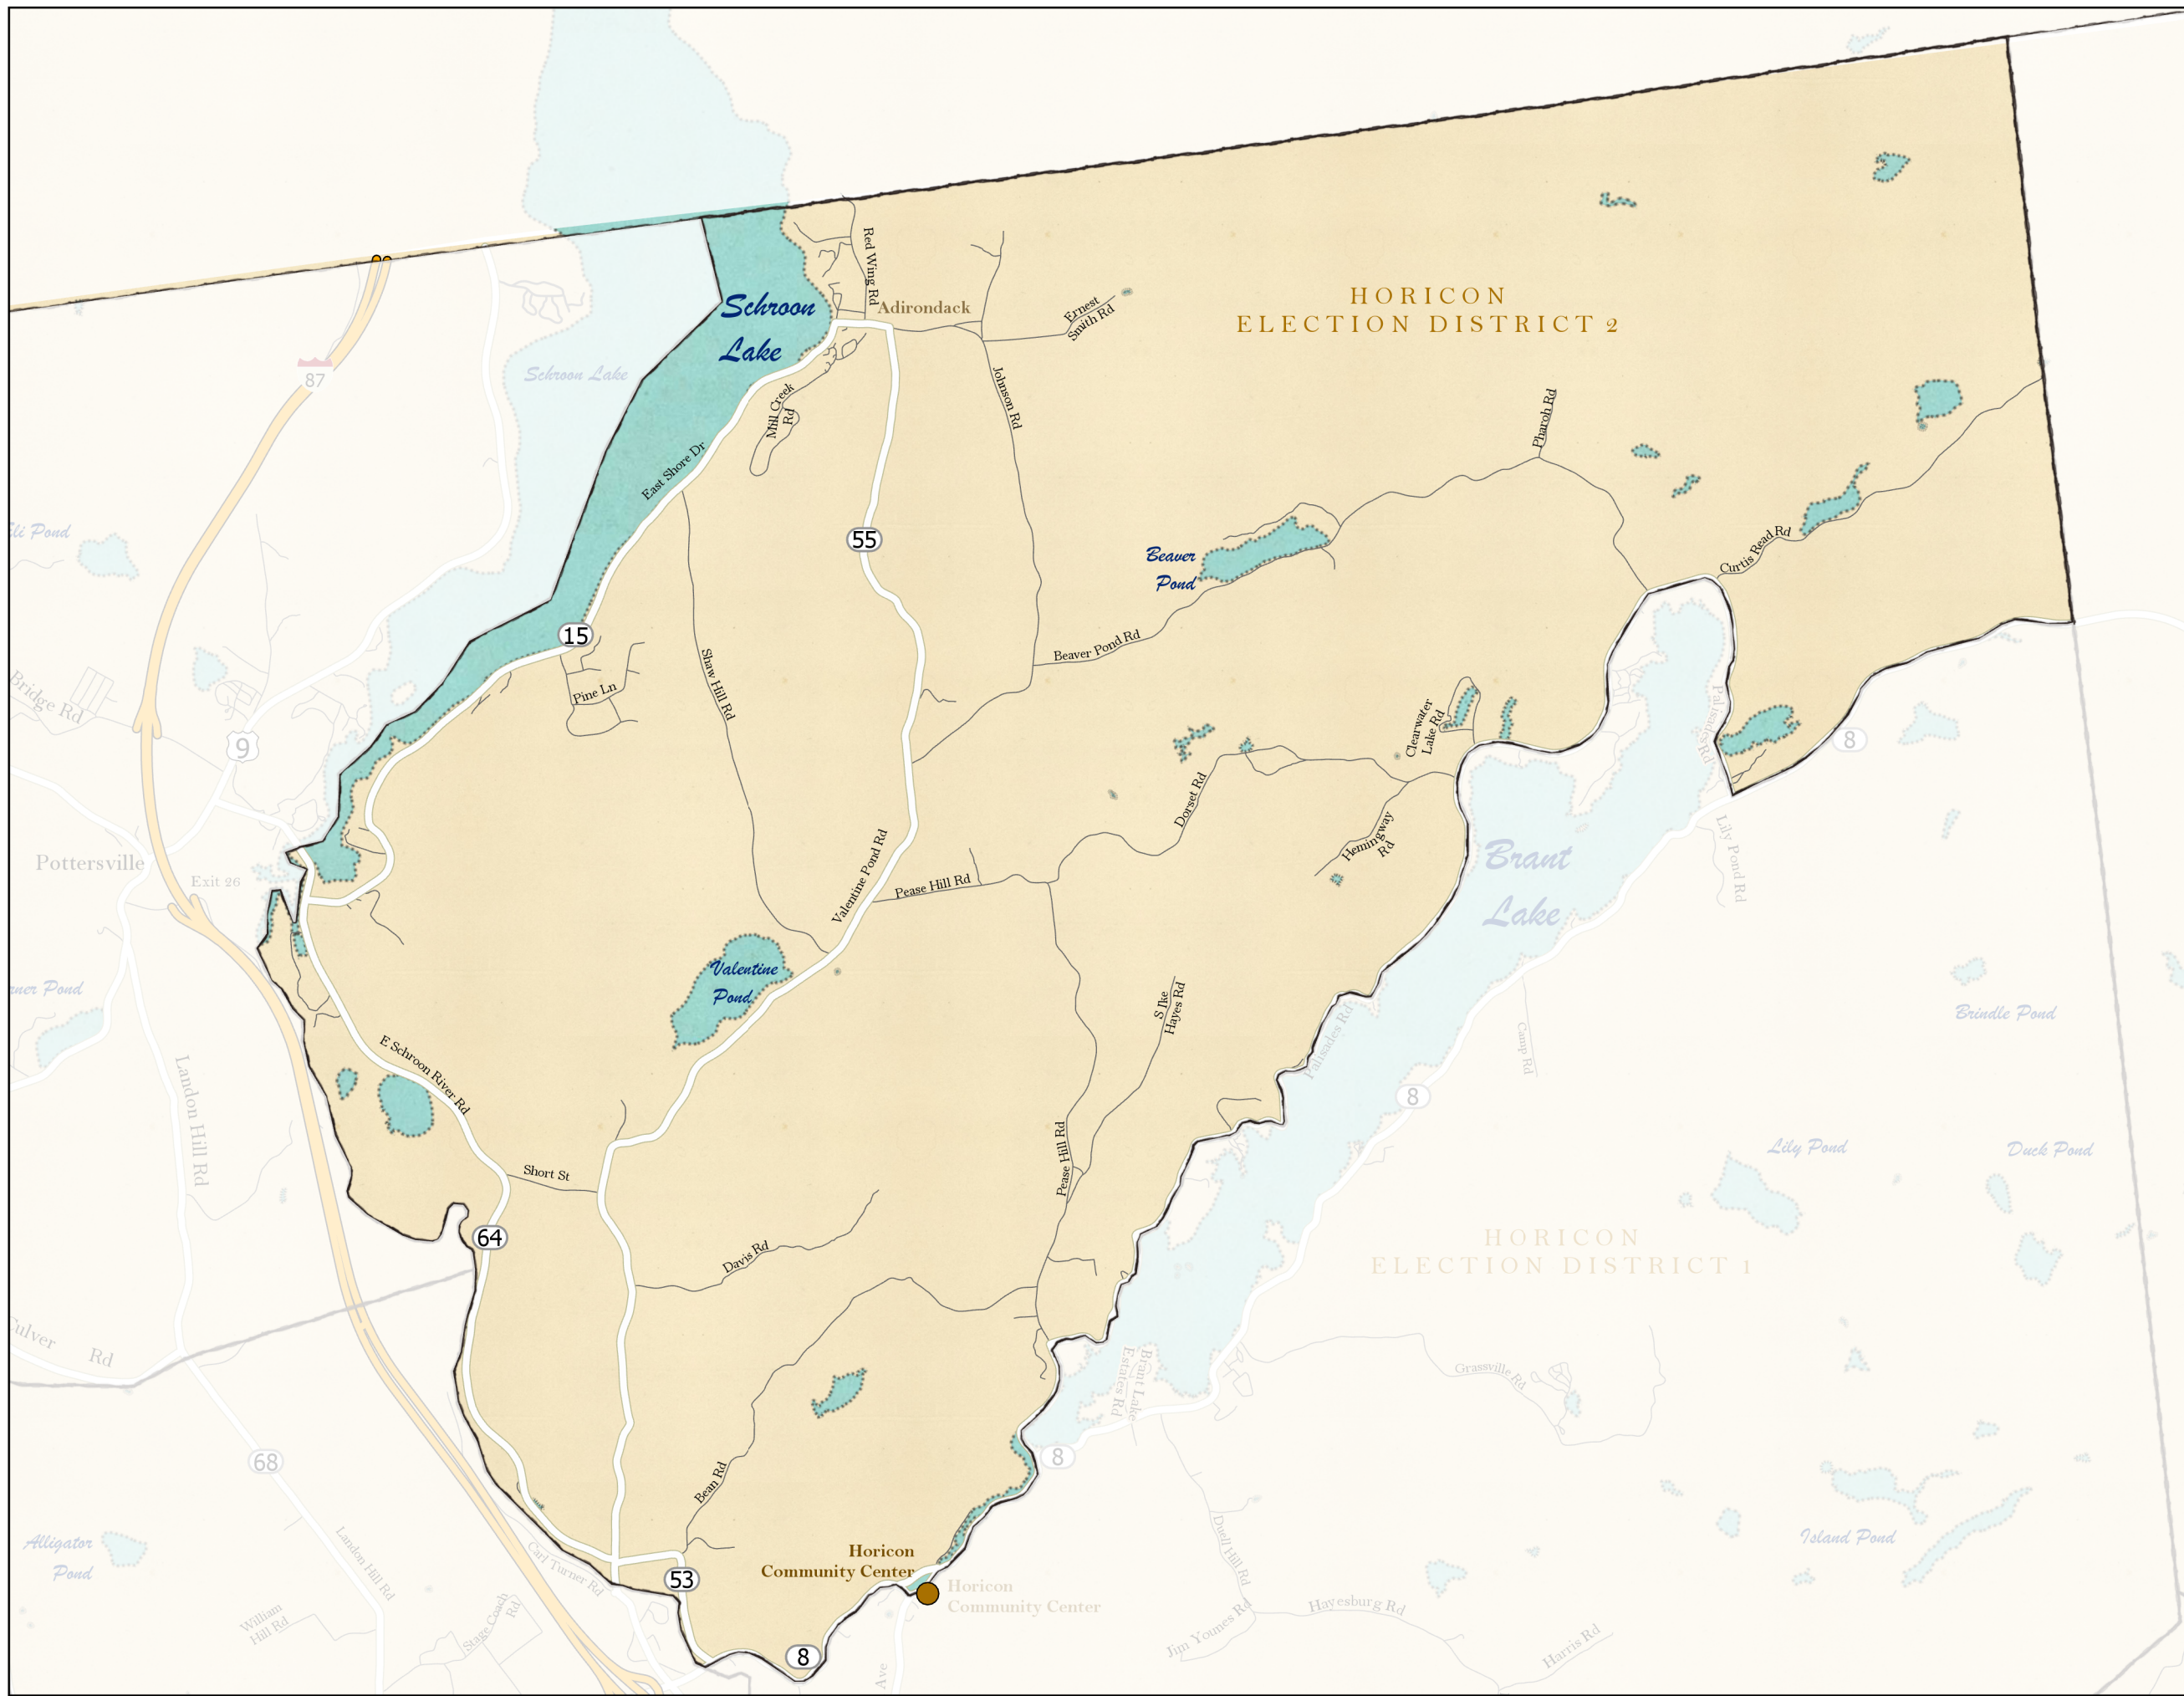 Red Wing Rd
Adirondack
Ernest
Smith Rd
HORICON
ELECTION DISTRICT 2
Schroon
Lake
Schroon Lake
87
Mill Creek
Rd
Johnson Rd
Pharoh Rd
East Shore Dr
55
Beaver
Pond
Curtis Read Rd
15
Beaver Pond Rd
Pine Ln
Shaw Hill Rd
Bridge Rd
9
Clearwater
Lake Rd
Palisades Rd
8
Dorset Rd
Hemingway
Rd
Brant
Lake
Lily Pond Rd
Pottersville
Exit 26
Valentine Pond Rd
Pease Hill Rd
Valentine
Pond
S Ike
Hayes Rd
Palisades Rd
Camp Rd
Brindle Pond
E Schroon River Rd
Landon Hill Rd
8
Lily Pond
Duck Pond
Short St
Pease Hill Rd
64
Davis Rd
HORICON
ELECTION DISTRICT 1
Rd
Brant Lake
Estates Rd
Grassville Rd
68
Bean Rd
8
Alligator
Pond
Landon Hill Rd
Carl Turner Rd
Duell Hill Rd
Island Pond
Horicon
Community Center
53
Horicon
Community Center
William
Hill Rd
Stage Coach
Rd
Jim Younes Rd
Hayesburg Rd
Harris Rd
8
Ave